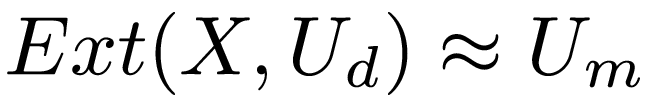 Ext(X, U_d) ≈ U_m